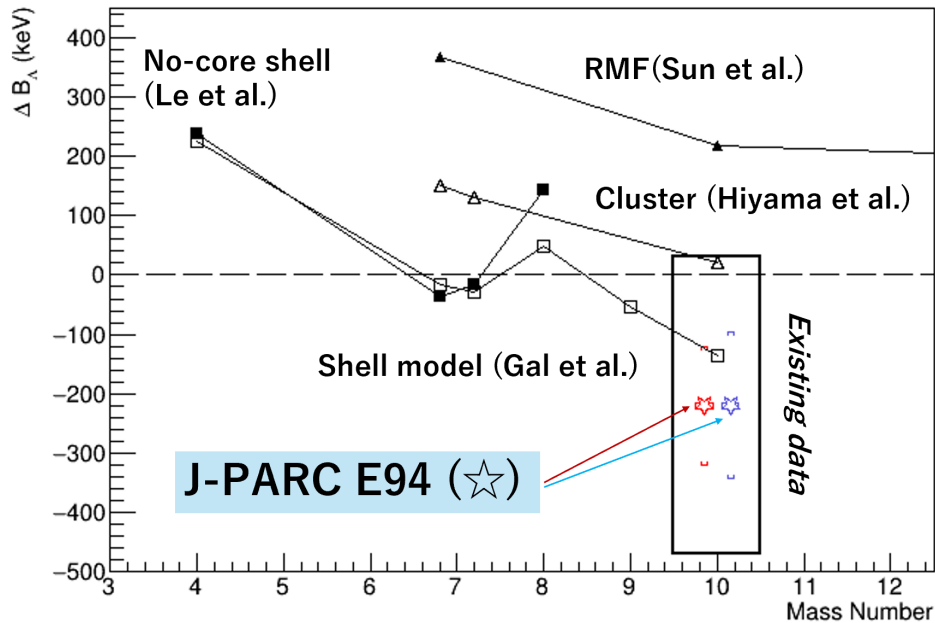 Δ B_Λ (keV)
400
300
200
100
0
−100
−200
−300
−400
−500
No-core shell
(Le et al.)
RMF(Sun et al.)
Cluster (Hiyama et al.)
Shell model (Gal et al.)
Existing data
J-PARC E94 (☆)
3 4 5 6 7 8 9 10 11 12
Mass Number